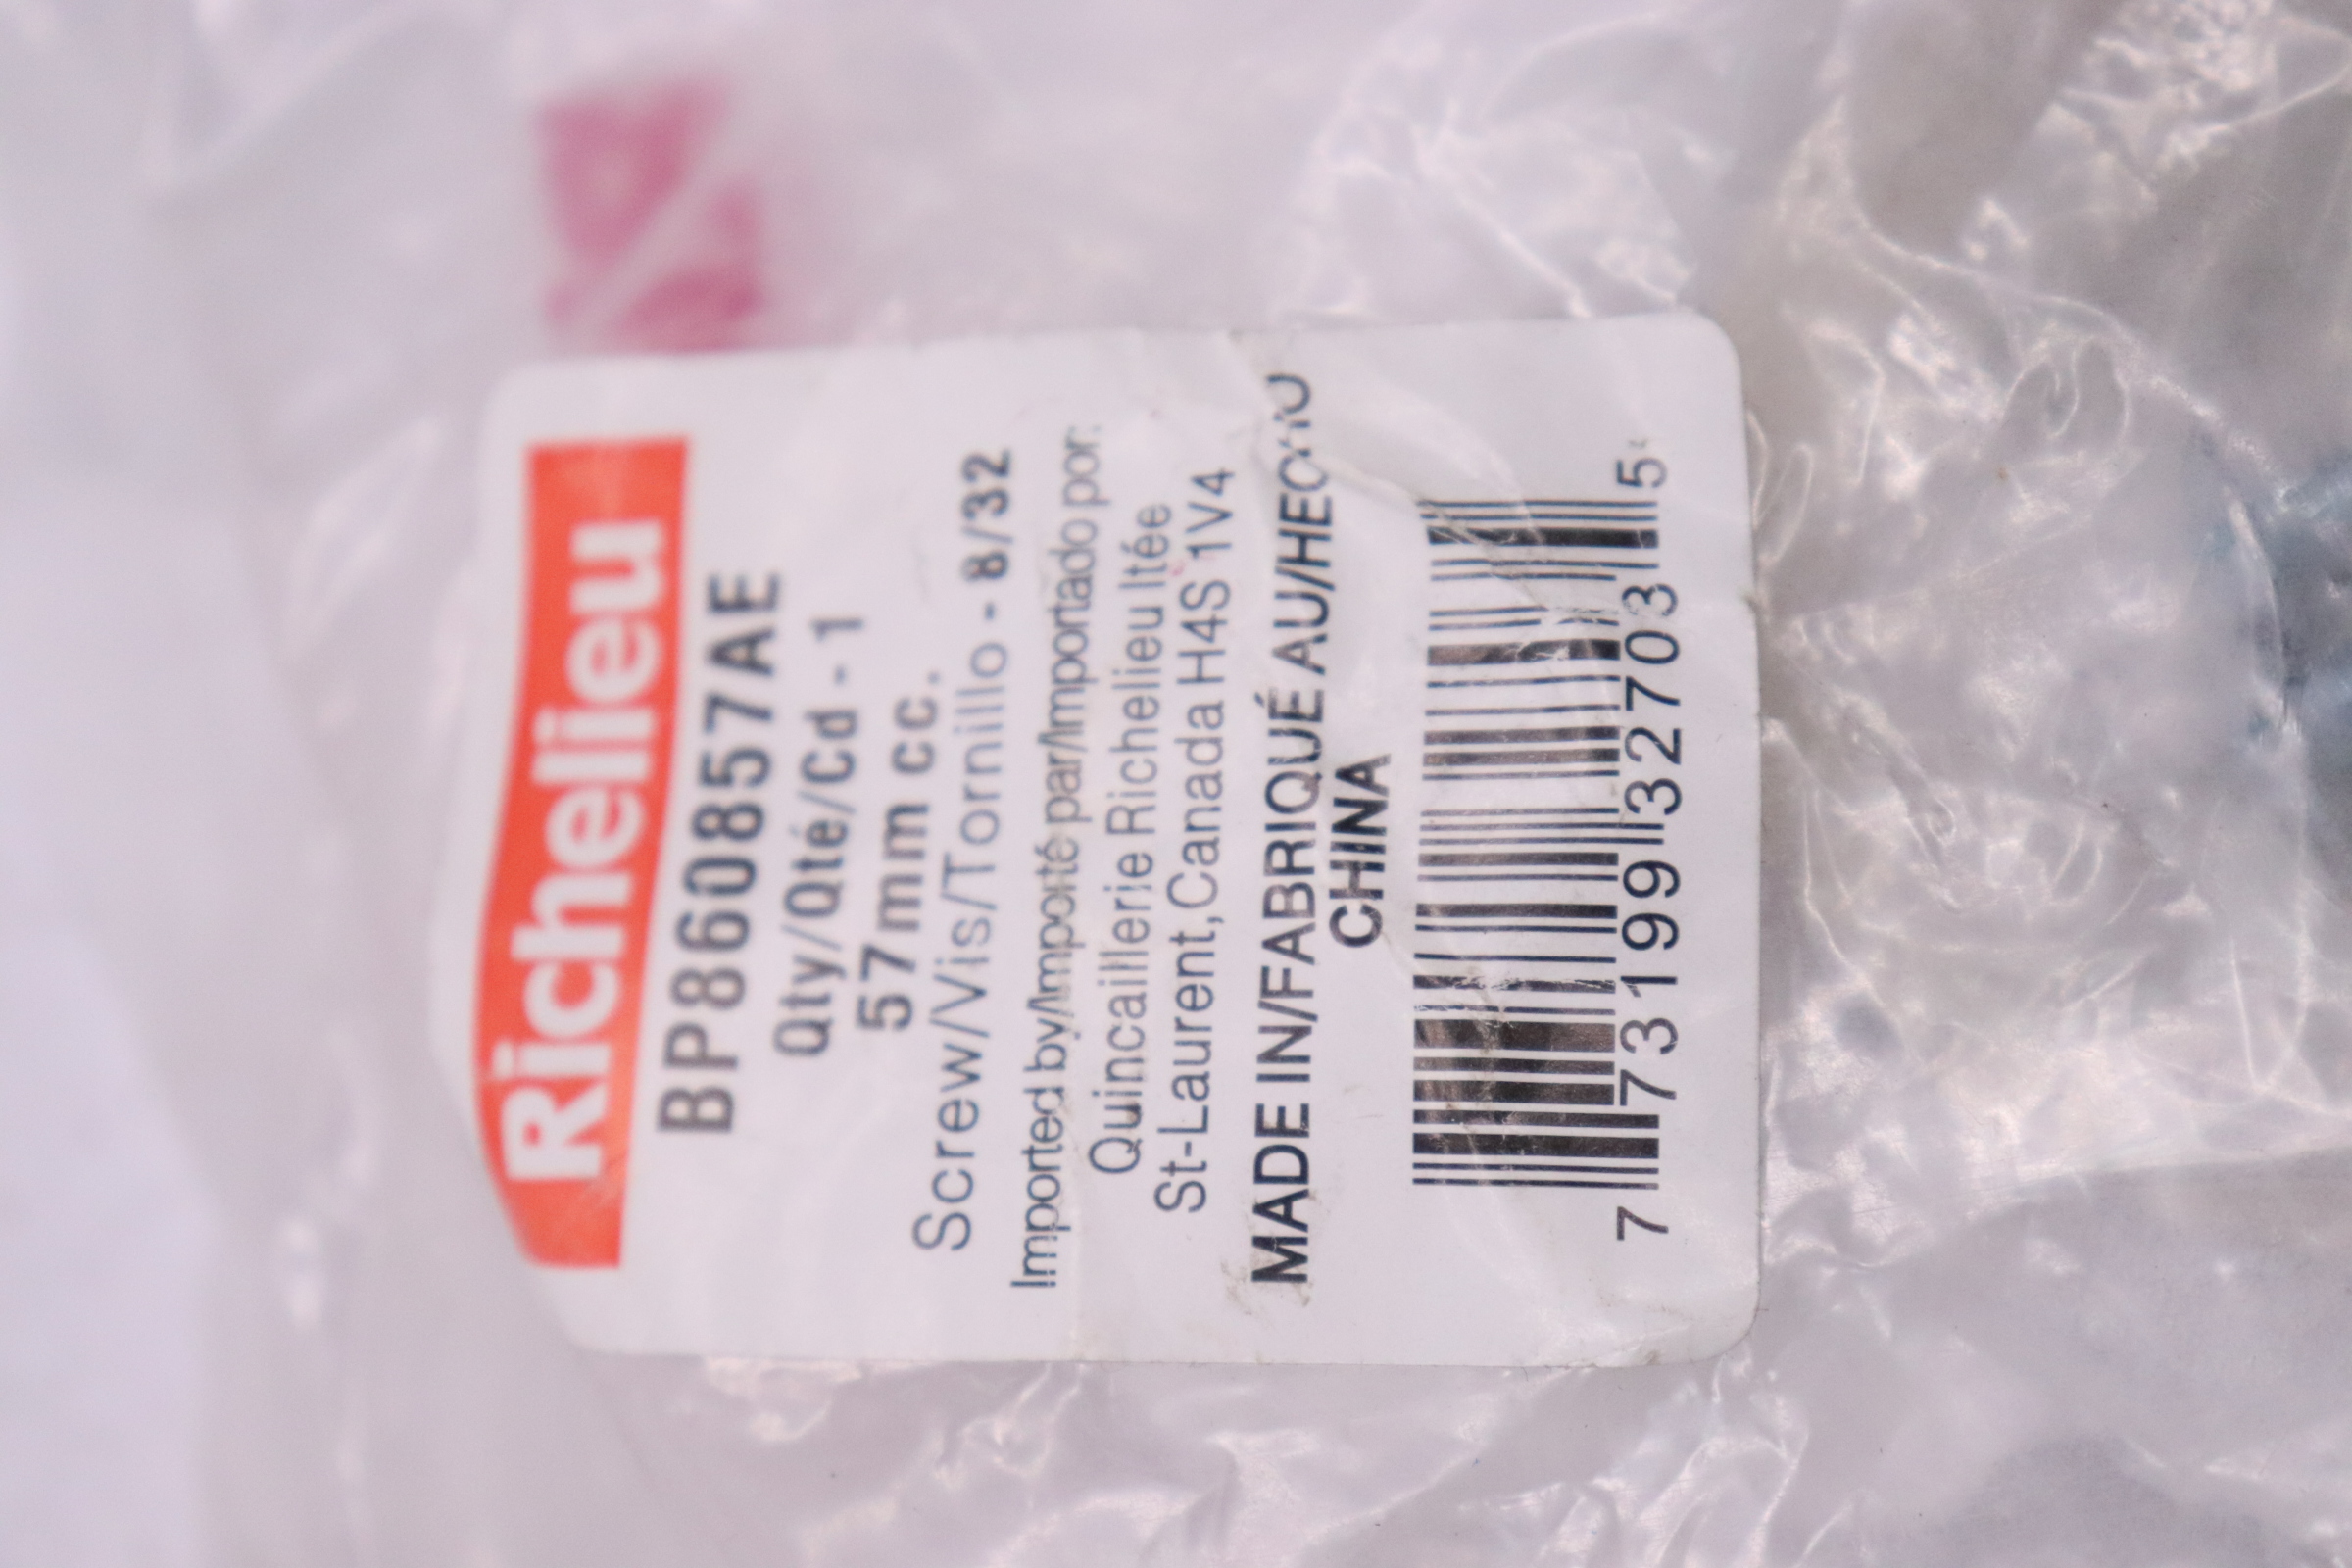 Richelieu
BP860857AE
Qty/Qté/Cd - 1
57mm cc.
Screw/Vis/Tornillo - 8/32
Imported by/Importé par/Importado por:
Quincaillerie Richelieu ltée
St-Laurent,Canada H4S 1V4
MADE IN/FABRIQUÉ AU/HECHO
CHINA
7 73199 32703 5